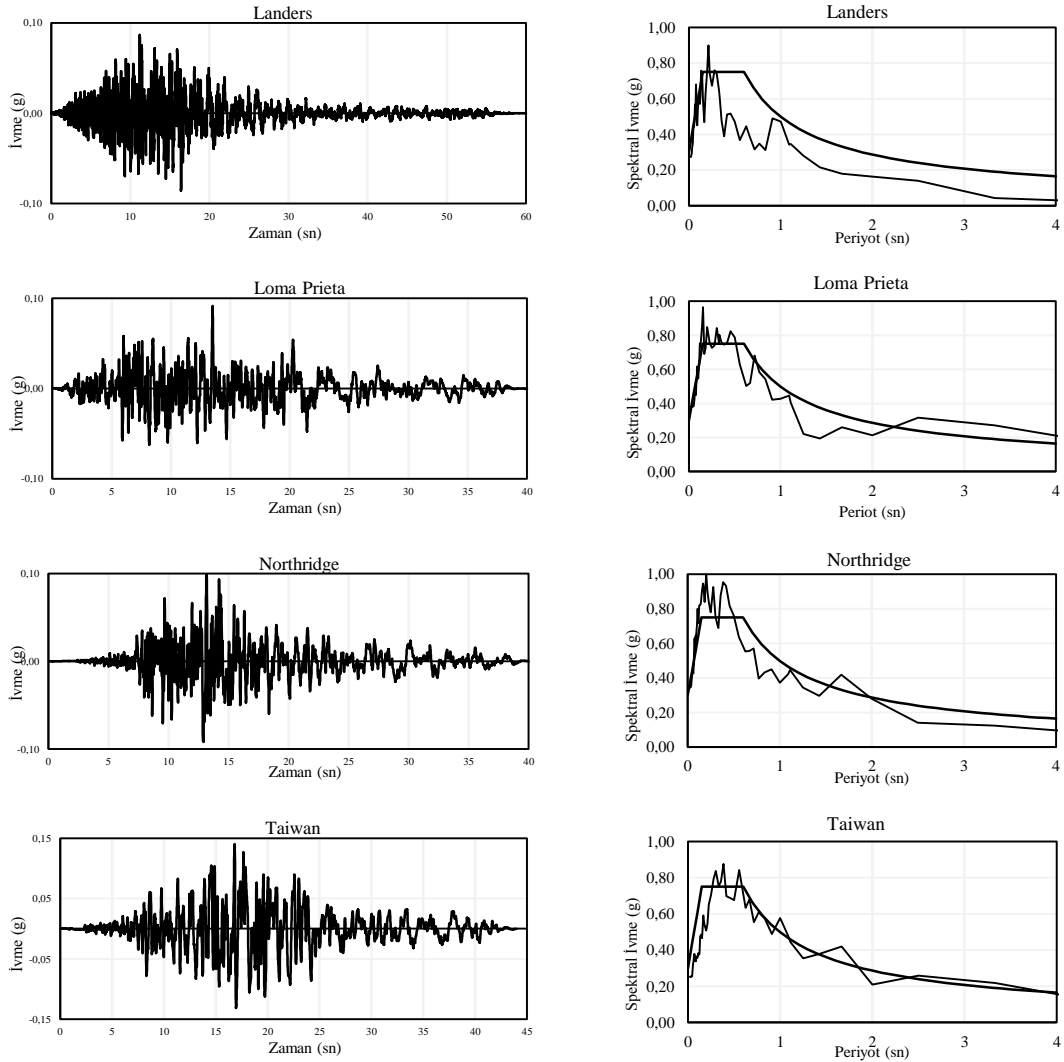 Landers
0,10
0,00
-0,10
İvme (g)
0 10 20 30 40 50 60
Zaman (sn)
Landers
1,00
0,80
0,60
0,40
0,20
0,00
Spektral İvme (g)
0 1 2 3 4
Periyot (sn)
Loma Prieta
0,10
0,00
-0,10
İvme (g)
0 5 10 15 20 25 30 35 40
Zaman (sn)
Loma Prieta
1,00
0,80
0,60
0,40
0,20
0,00
Spektral İvme (g)
0 1 2 3 4
Periot (sn)
Northridge
0,10
0,00
-0,10
İvme (g)
0 5 10 15 20 25 30 35 40
Zaman (sn)
Northridge
1,00
0,80
0,60
0,40
0,20
0,00
Spektral İvme (g)
0 1 2 3 4
Periyot (sn)
Taiwan
0,15
0,05
-0,05
-0,15
İvme (g)
0 5 10 15 20 25 30 35 40 45
Zaman (sn)
Taiwan
1,00
0,80
0,60
0,40
0,20
0,00
Spektral İvme (g)
0 1 2 3 4
Periyot (sn)